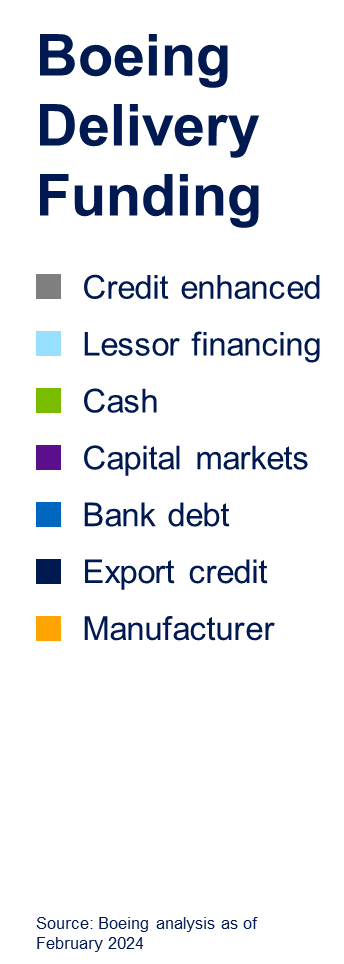 Boeing
Delivery
Funding
Credit enhanced
Lessor financing
Cash
Capital markets
Bank debt
Export credit
Manufacturer
Source: Boeing analysis as of
February 2024